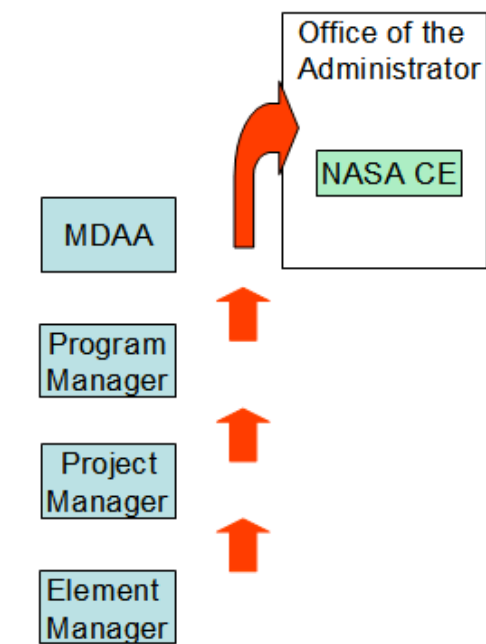 Office of the
Administrator
NASA CE
MDAA
Program
Manager
Project
Manager
Element
Manager